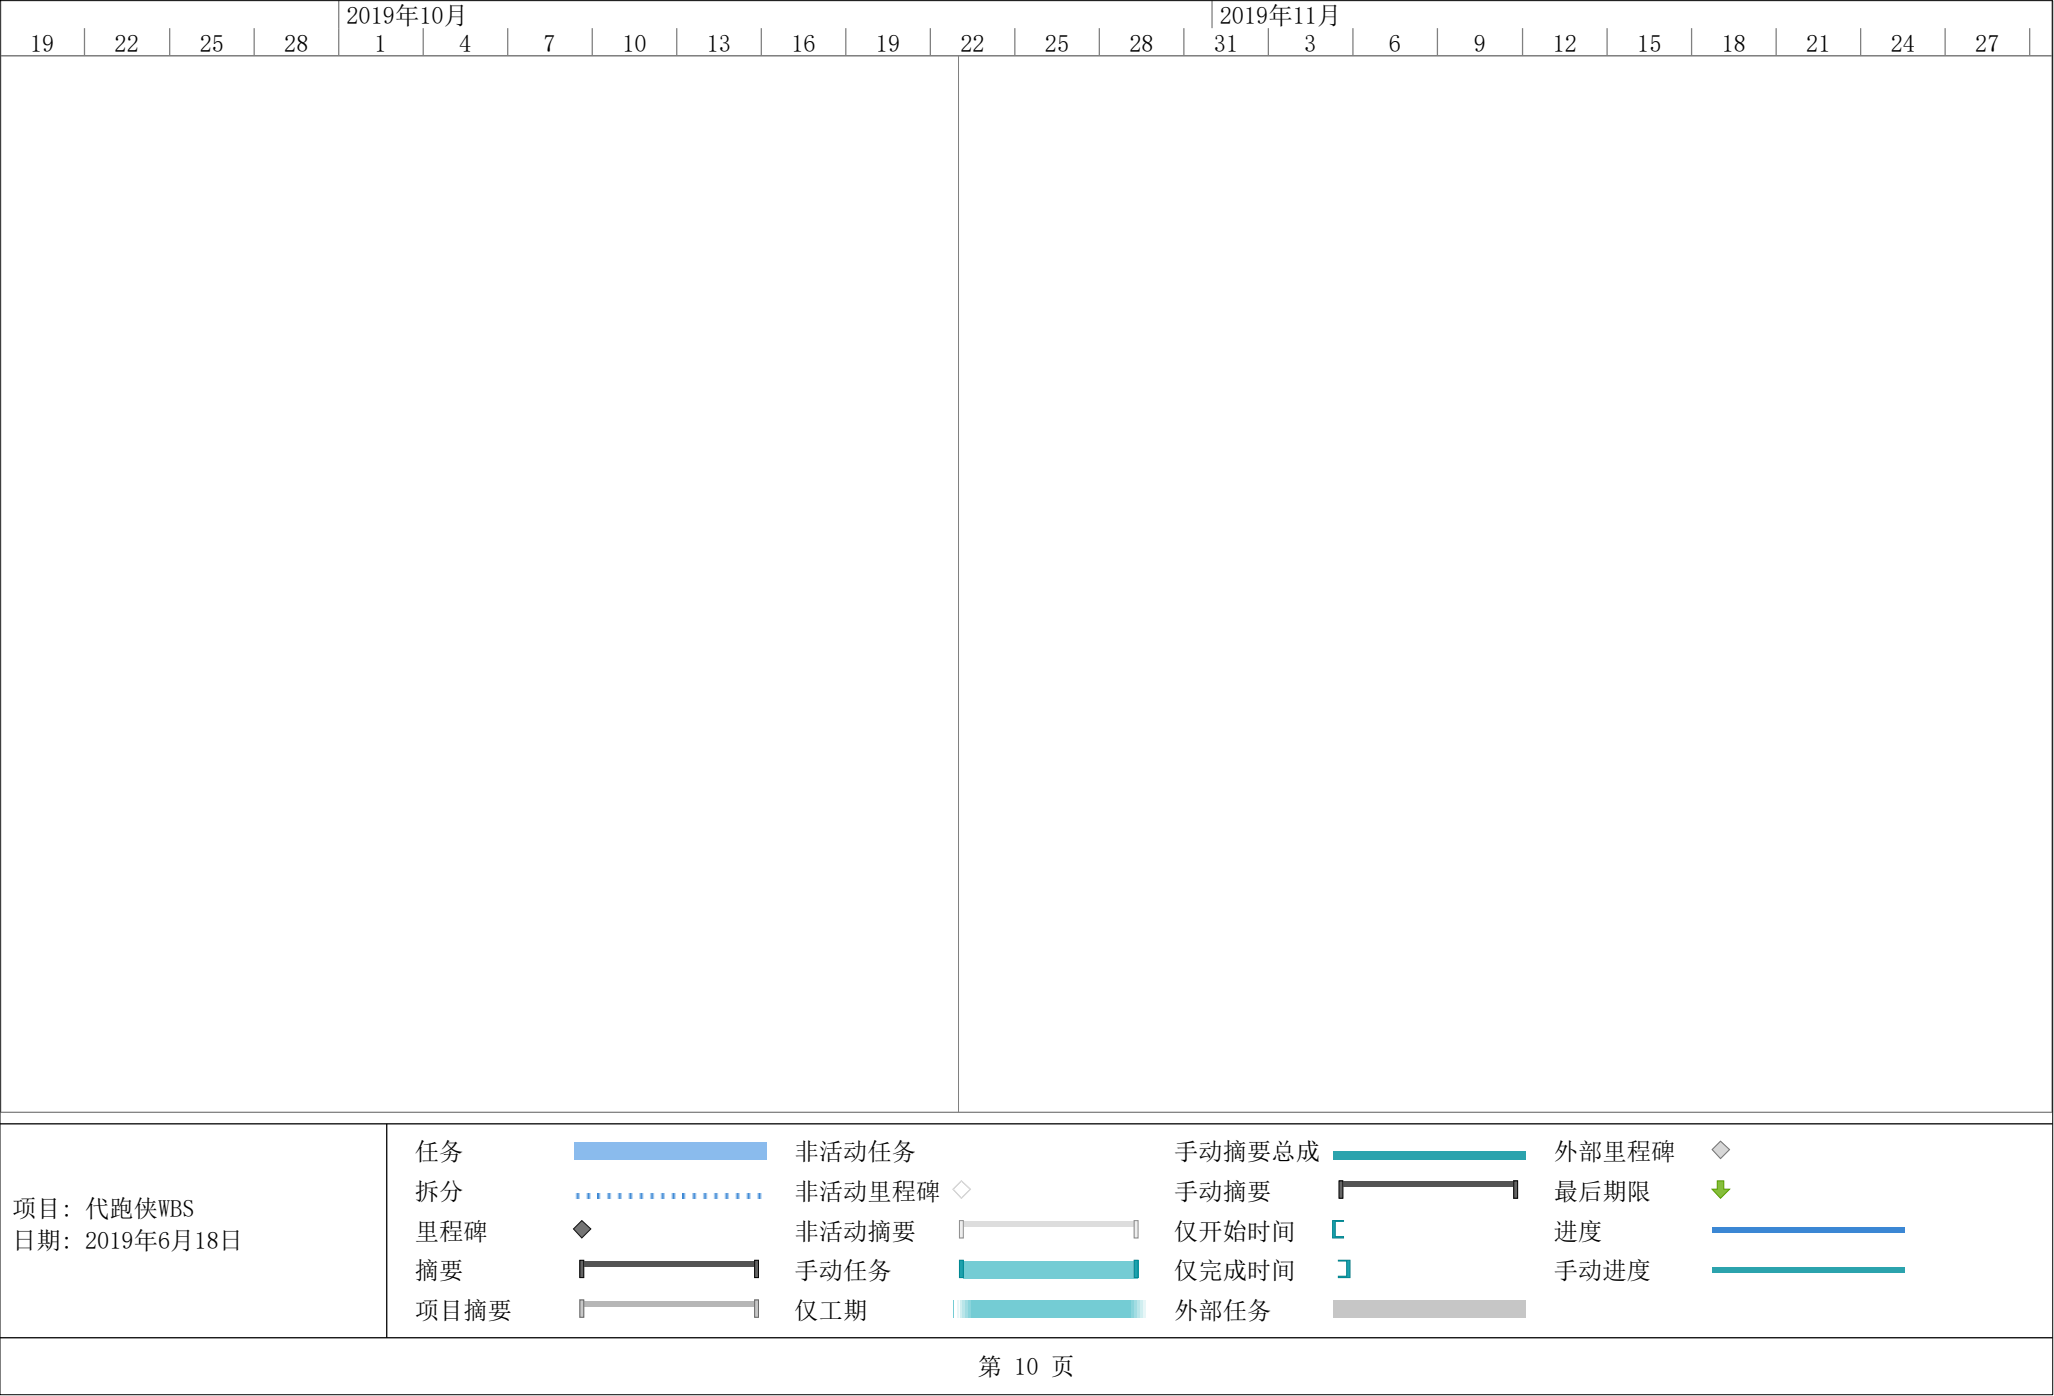 2019年10月 2019年11月
19 22 25 28 1 4 7 10 13 16 19 22 25 28 31 3 6 9 12 15 18 21 24 27
项目: 代跑侠WBS
日期: 2019年6月18日
任务 非活动任务 手动摘要总成 外部里程碑
拆分 非活动里程碑 手动摘要 最后期限
里程碑 非活动摘要 仅开始时间 进度
摘要 手动任务 仅完成时间 手动进度
项目摘要 仅工期 外部任务
第 10 页